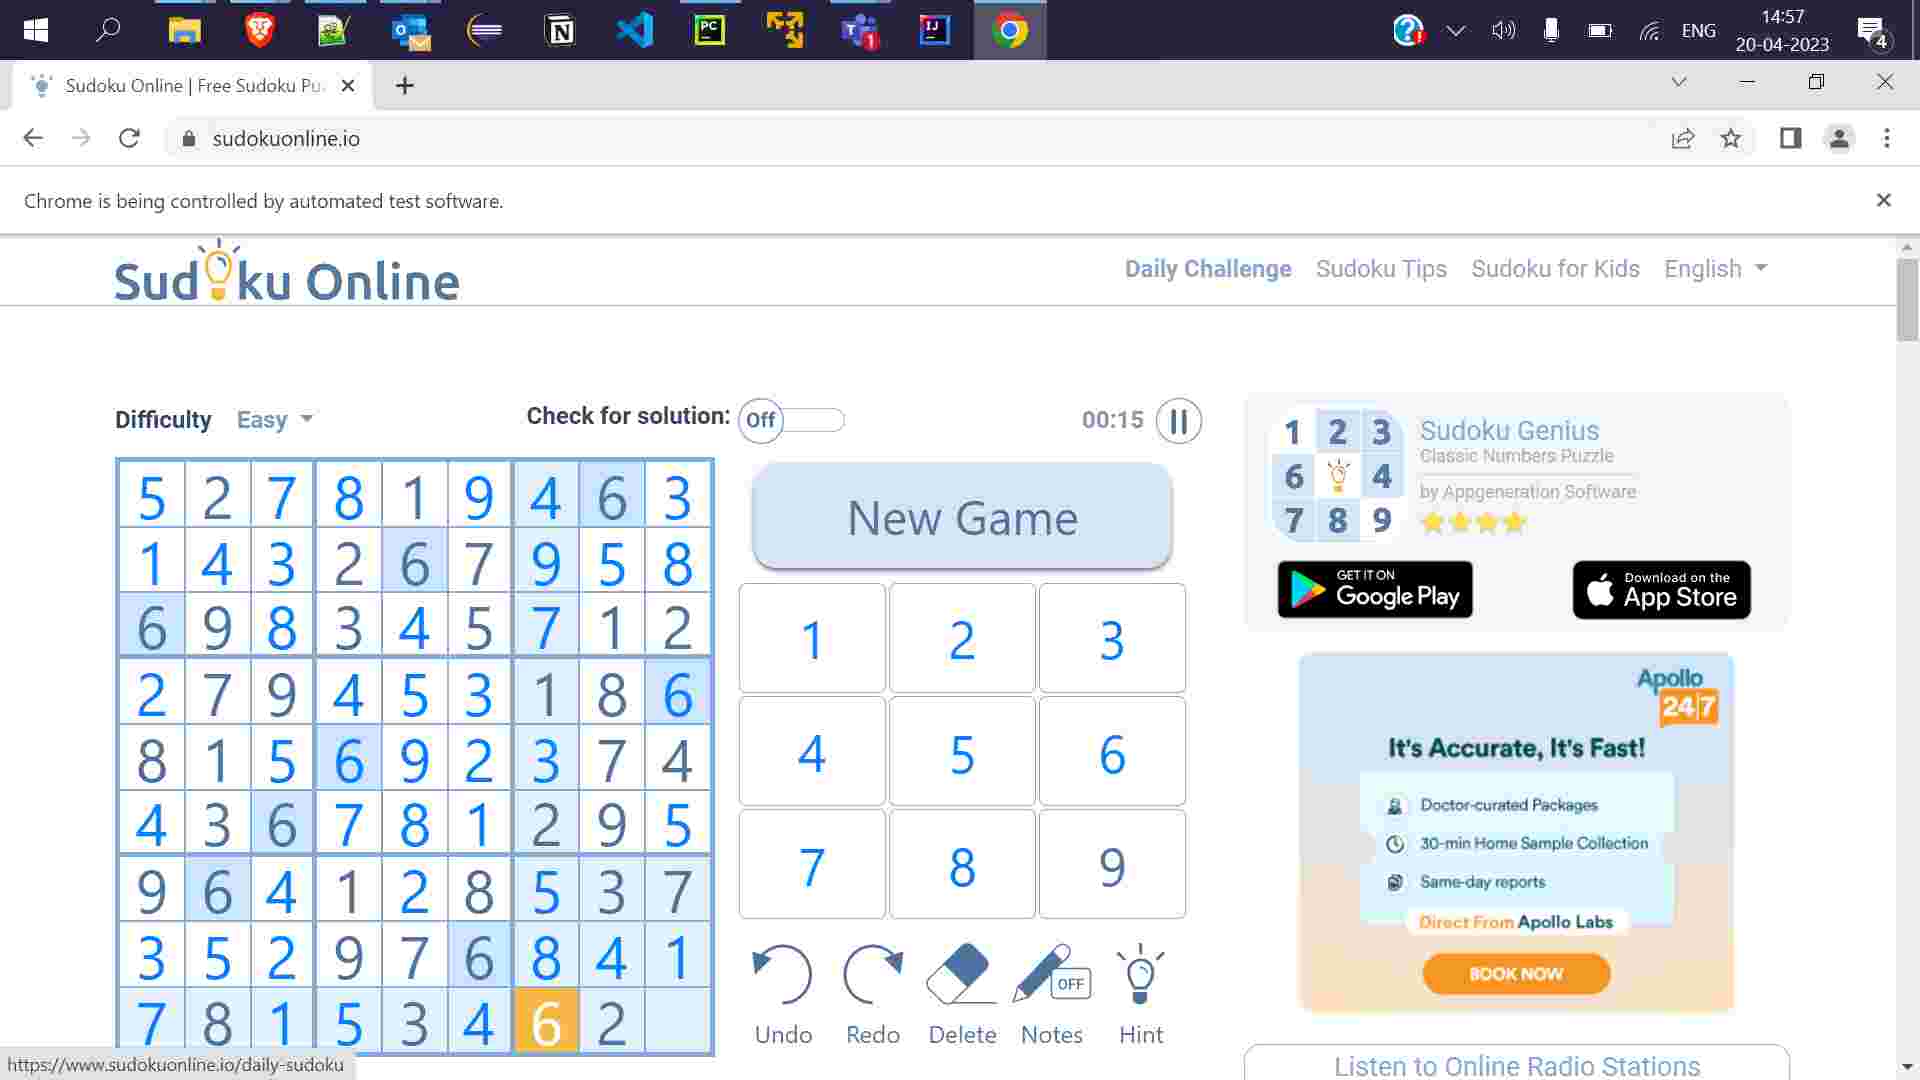 PC
T
1
IJ
ENG
14:57
20-04-2023
4
Sudoku Online | Free Sudoku Pu
sudokuonline.io
Chrome is being controlled by automated test software.
Sudoku Online
Daily Challenge Sudoku Tips Sudoku for Kids English
Difficulty Easy
Check for solution: Off
00:15
5 2 7 8 1 9 4 6 3
1 4 3 2 6 7 9 5 8
6 9 8 3 4 5 7 1 2
2 7 9 4 5 3 1 8 6
8 1 5 6 9 2 3 7 4
4 3 6 7 8 1 2 9 5
9 6 4 1 2 8 5 3 7
3 5 2 9 7 6 8 4 1
7 8 1 5 3 4 6 2
https://www.sudokuonline.io/daily-sudoku
New Game
1 2 3
4 5 6
7 8 9
OFF
Undo Redo Delete Notes Hint
1 2 3
6 4
7 8 9
Sudoku Genius
Classic Numbers Puzzle
by Appgeneration Software
GET IT ON
Google Play
Download on the
App Store
Apollo
24|7
It's Accurate, It's Fast!
Doctor-curated Packages
30-min Home Sample Collection
Same-day reports
Direct From Apollo Labs
BOOK NOW
Listen to Online Radio Stations